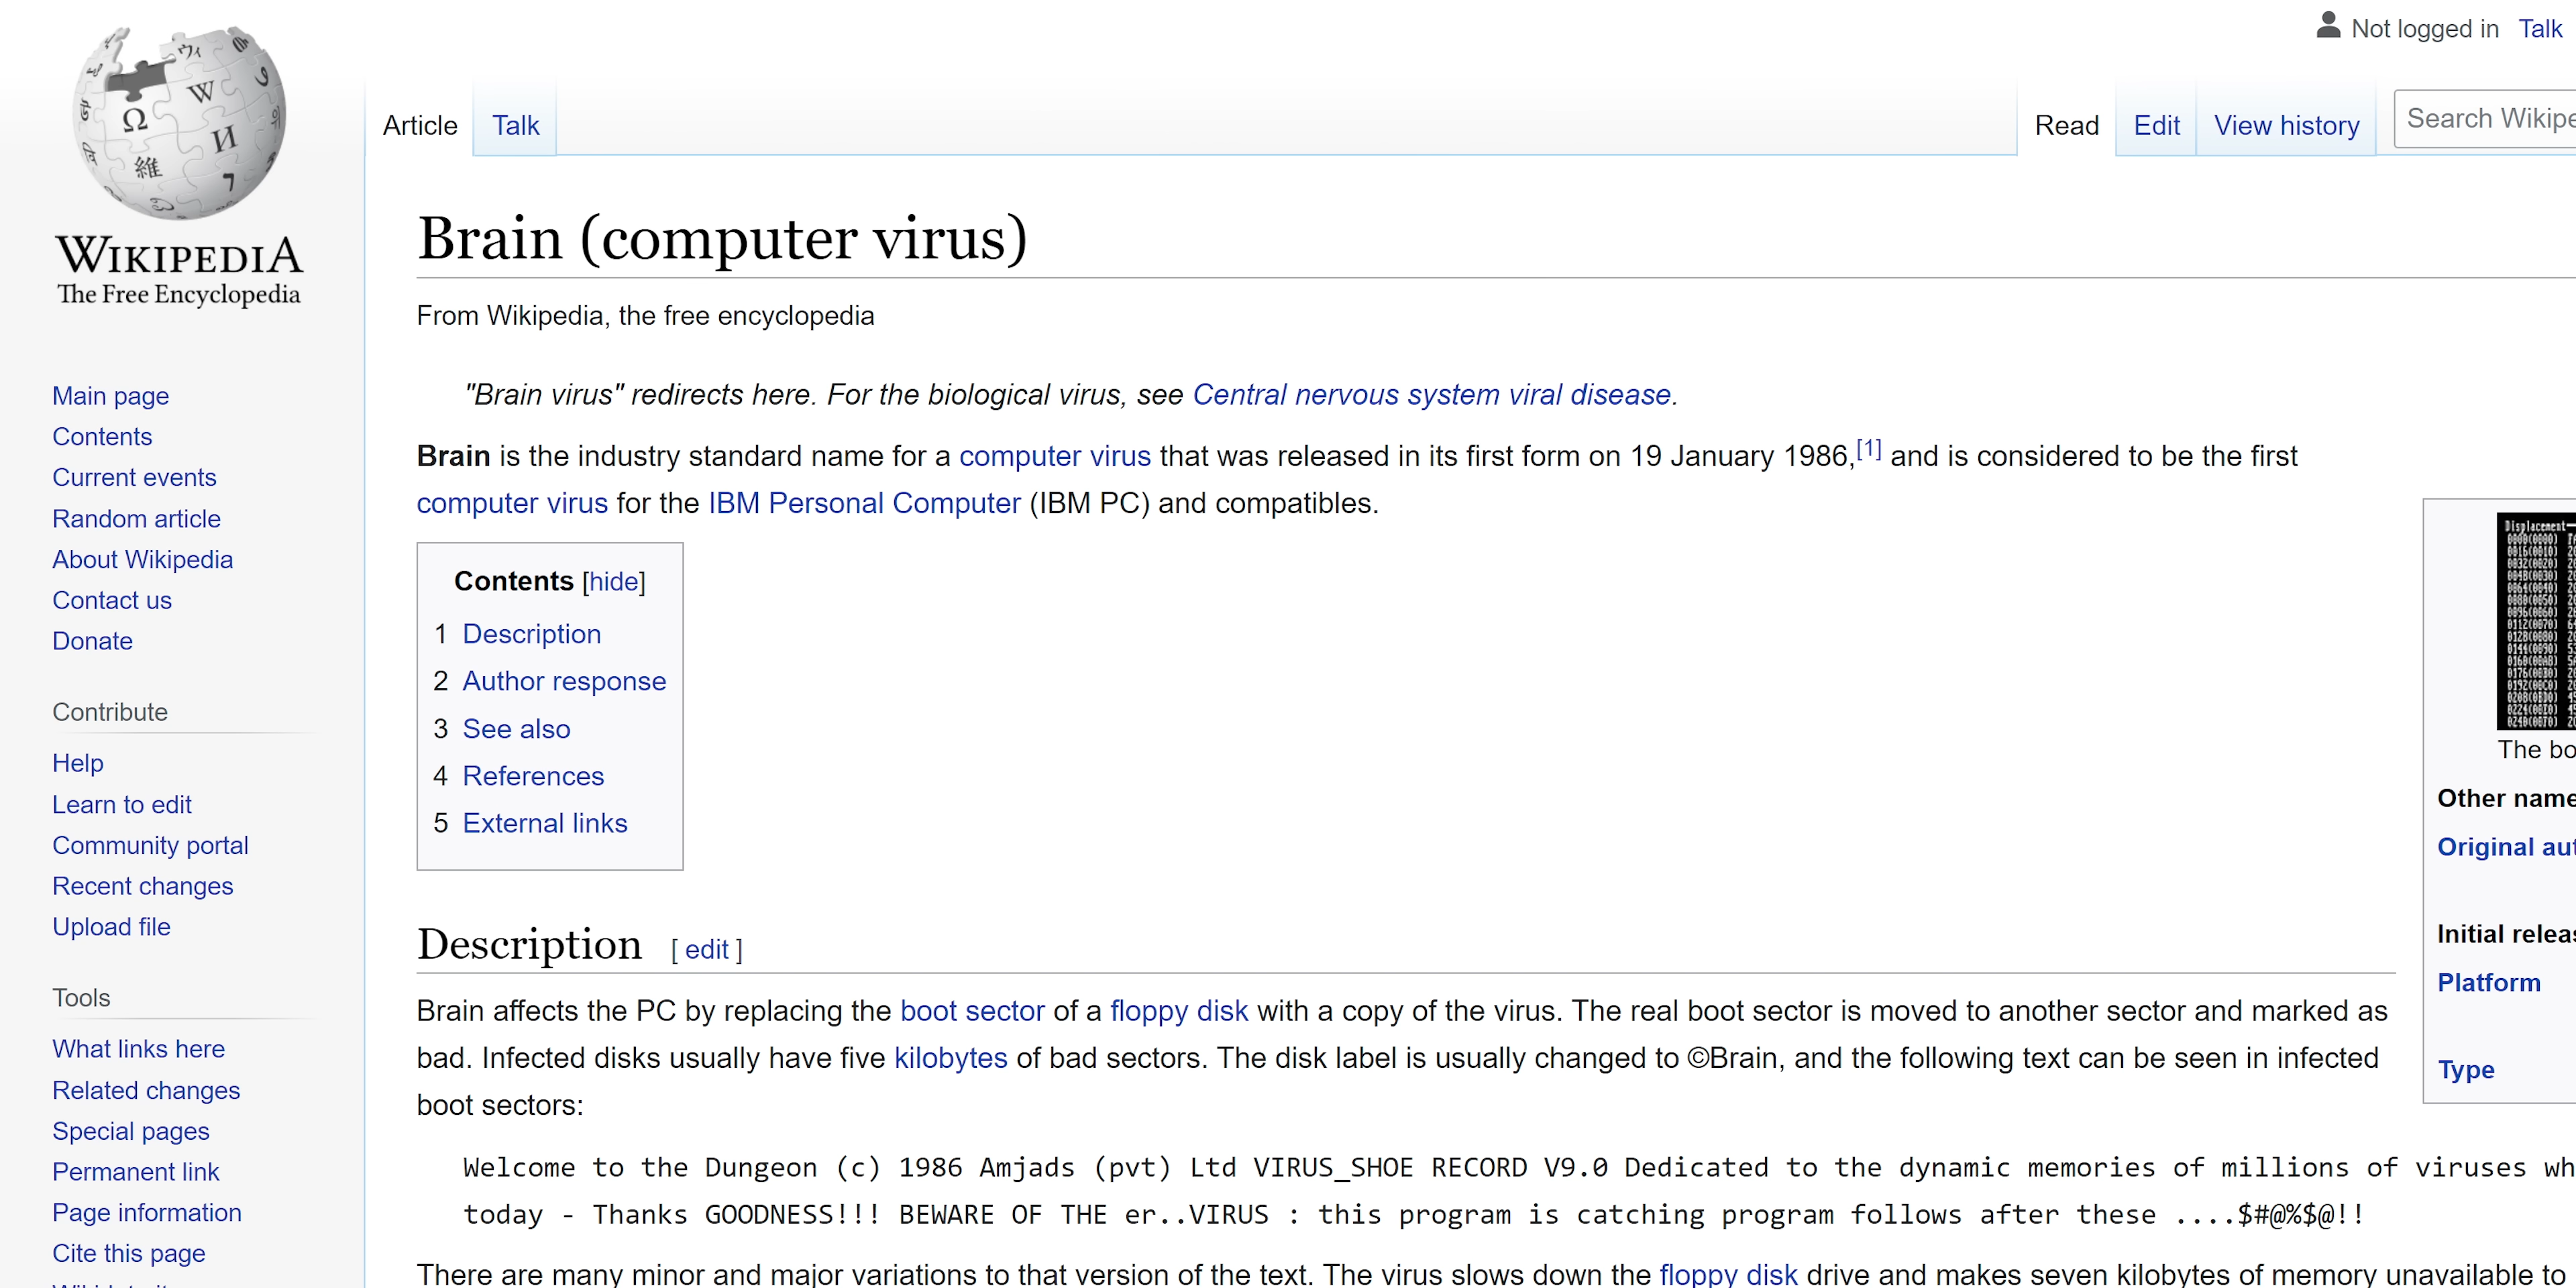 Not logged in Talk
Article Talk Read Edit View history Search Wikipe
WIKIPEDIA
The Free Encyclopedia
Main page
Contents
Current events
Random article
About Wikipedia
Contact us
Donate
Contribute
Help
Learn to edit
Community portal
Recent changes
Upload file
Tools
What links here
Related changes
Special pages
Permanent link
Page information
Cite this page
Brain (computer virus)
From Wikipedia, the free encyclopedia
"Brain virus" redirects here. For the biological virus, see Central nervous system viral disease.
Brain is the industry standard name for a computer virus that was released in its first form on 19 January 1986,[1] and is considered to be the first
computer virus for the IBM Personal Computer (IBM PC) and compatibles.
Contents [hide]
1 Description
2 Author response
3 See also
4 References
5 External links
Displacement
The bo
Other name
Original aut
Initial releas
Platform
Type
Description [ edit ]
Brain affects the PC by replacing the boot sector of a floppy disk with a copy of the virus. The real boot sector is moved to another sector and marked as
bad. Infected disks usually have five kilobytes of bad sectors. The disk label is usually changed to ©Brain, and the following text can be seen in infected
boot sectors:
Welcome to the Dungeon (c) 1986 Amjads (pvt) Ltd VIRUS_SHOE RECORD V9.0 Dedicated to the dynamic memories of millions of viruses wh
today - Thanks GOODNESS!!! BEWARE OF THE er..VIRUS : this program is catching program follows after these ....$#@%$@!!
There are many minor and major variations to that version of the text. The virus slows down the floppy disk drive and makes seven kilobytes of memory unavailable to